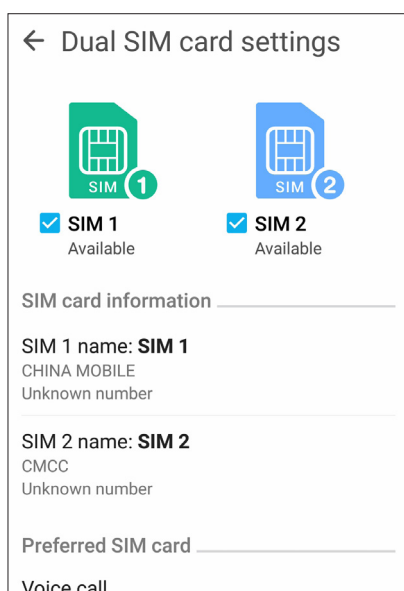 Dual SIM card settings
SIM 1
SIM 2
SIM 1
SIM 2
Available
Available
SIM card information
SIM 1 name: SIM 1
CHINA MOBILE
Unknown number
SIM 2 name: SIM 2
CMCC
Unknown number
Preferred SIM card
Voice call